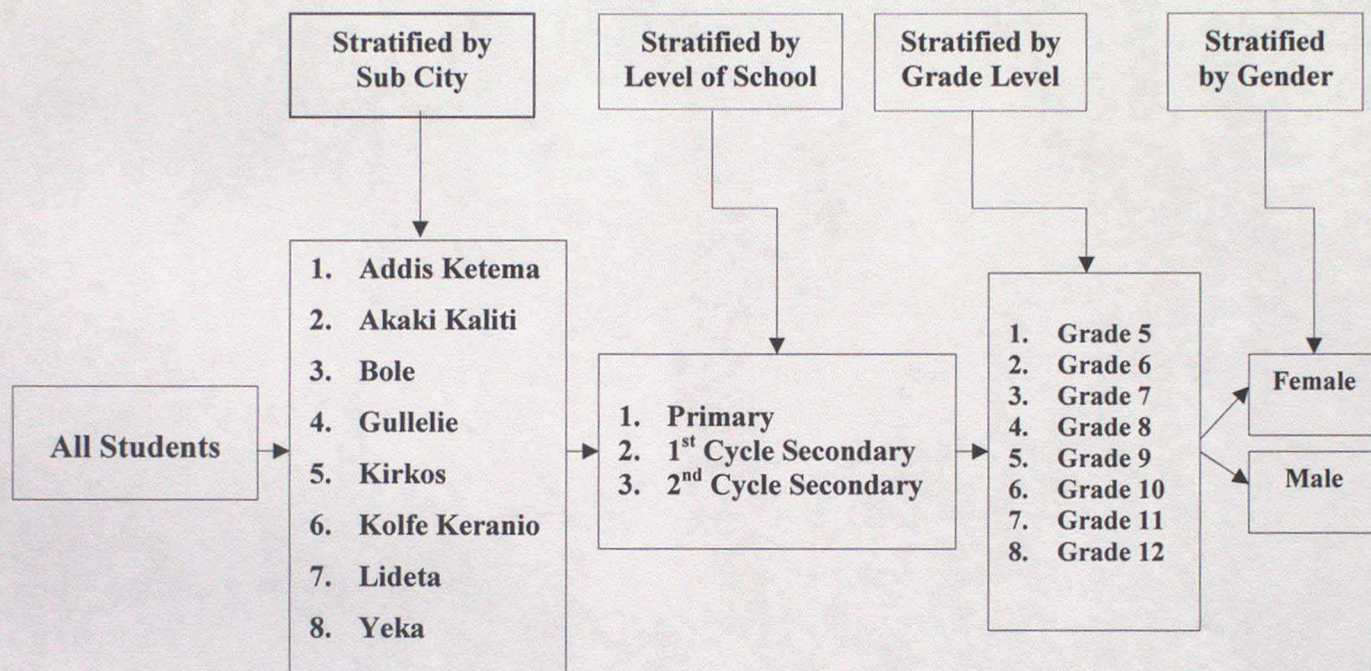 Stratified by
Sub City
Stratified by
Level of School
Stratified by
Grade Level
Stratified
by Gender
All Students
1. Addis Ketema
2. Akaki Kaliti
3. Bole
4. Gullelie
5. Kirkos
6. Kolfe Keranio
7. Lideta
8. Yeka
1. Primary
2. 1st Cycle Secondary
3. 2nd Cycle Secondary
1. Grade 5
2. Grade 6
3. Grade 7
4. Grade 8
5. Grade 9
6. Grade 10
7. Grade 11
8. Grade 12
Female
Male